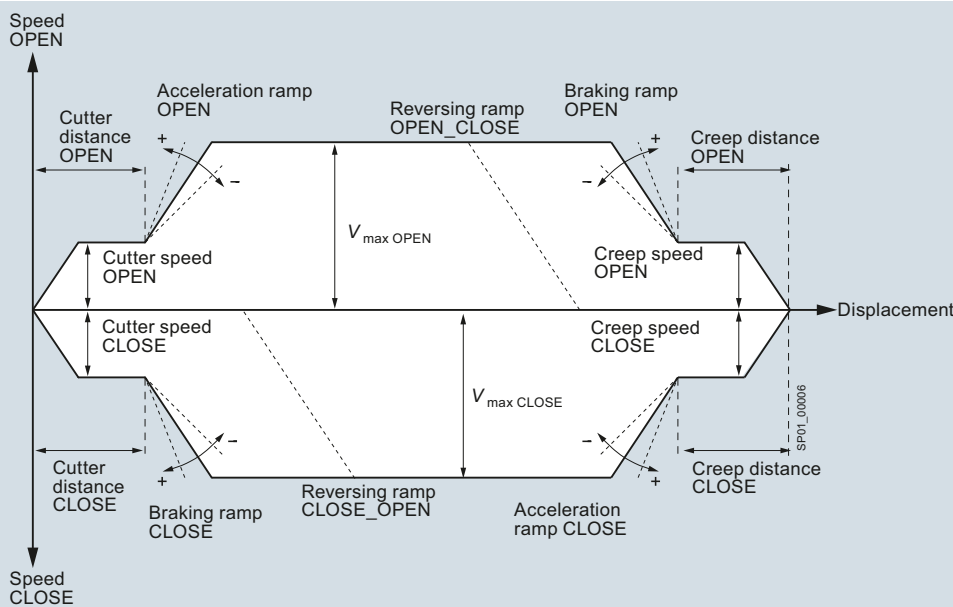 Speed
OPEN
Acceleration ramp
OPEN
Braking ramp
OPEN
Cutter
distance
OPEN
Reversing ramp
OPEN_CLOSE
Creep distance
OPEN
+
–
+
–
V max OPEN
Cutter speed
OPEN
Creep speed
OPEN
Displacement
Cutter speed
CLOSE
Creep speed
CLOSE
V max CLOSE
SP01_00006
–
+
–
+
Cutter
distance
CLOSE
Braking ramp
CLOSE
Reversing ramp
CLOSE_OPEN
Acceleration
ramp CLOSE
Creep distance
CLOSE
Speed
CLOSE